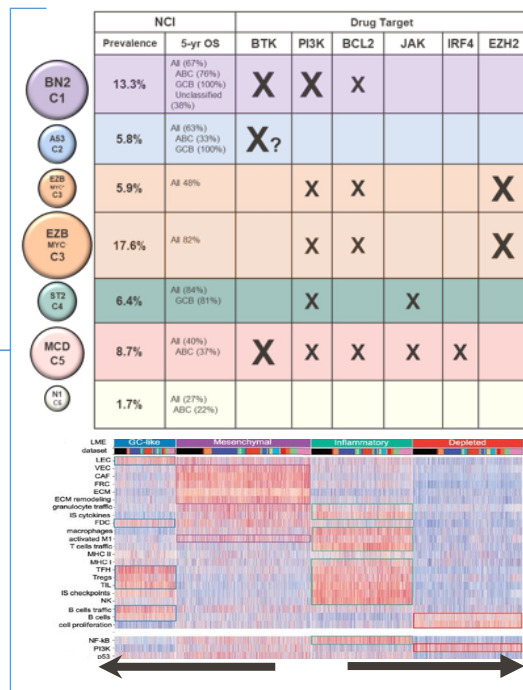 NCI
Drug Target
Prevalence
5-yr OS
BTK
PI3K
BCL2
JAK
IRF4
EZH2
BN2
C1
13.3%
All (67%)
ABC (76%)
GCB (100%)
Unclassified
(38%)
X
X
X
A53
C2
5.8%
All (63%)
ABC (33%)
GCB (100%)
X?
EZB
MYC+
C3
5.9%
All 48%
X
X
X
EZB
MYC-
C3
17.6%
All 82%
X
X
X
ST2
C4
6.4%
All (84%)
GCB (81%)
X
X
MCD
C5
8.7%
All (40%)
ABC (37%)
X
X
X
X
X
N1
C6
1.7%
All (27%)
ABC (22%)
LME
GC-like
Mesenchymal
Inflammatory
Depleted
dataset
LEC
VEC
CAF
FRC
ECM
ECM remodeling
granulocyte traffic
IS cytokines
FDC
macrophages
activated M1
T cells traffic
MHC II
MHC I
TFH
Tregs
TIL
IS checkpoints
NK
B cells traffic
B cells
cell proliferation
NF-kB
PI3K
p53